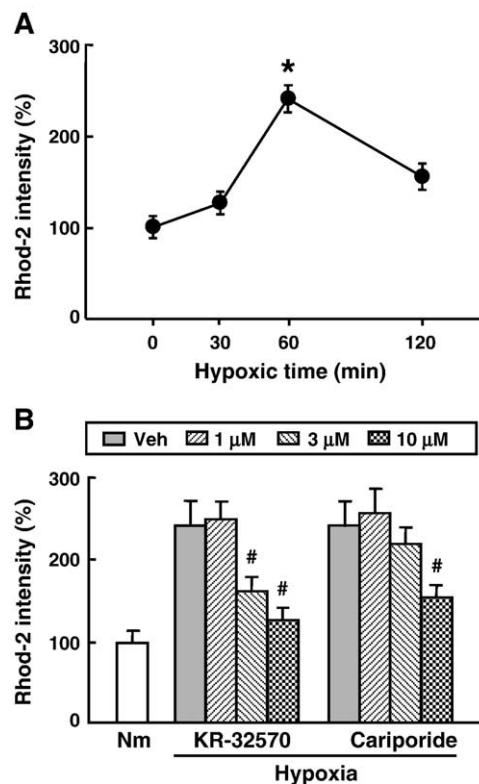 A
Rhod-2 intensity (%)
300
200
100
0
*
0 30 60 120
Hypoxic time (min)
B
Veh 1 μM 3 μM 10 μM
Rhod-2 intensity (%)
300
200
100
0
# # #
Nm KR-32570 Cariporide
Hypoxia